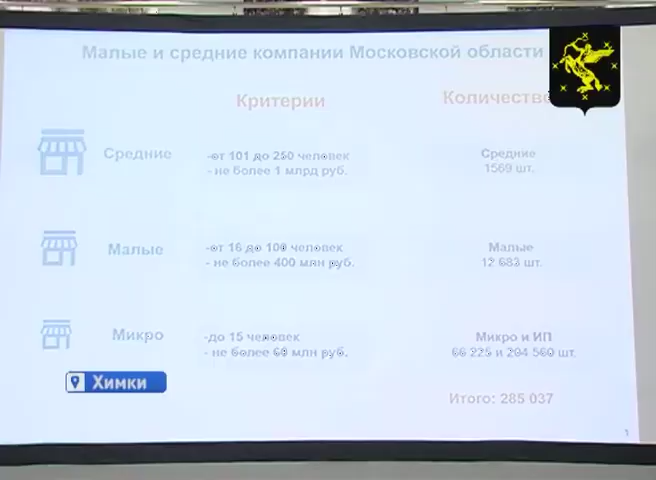 Малые и средние компании Московской области
Критерии
Количество
Средние
-от 101 до 250 человек
- не более 1 млрд руб.
Средние
1569 шт.
Малые
-от 16 до 100 человек
- не более 400 млн руб.
Малые
12 683 шт.
Микро
-до 15 человек
- не более 60 млн руб.
Микро и ИП
66 225 и 204 560 шт.
Химки
Итого: 285 037
1